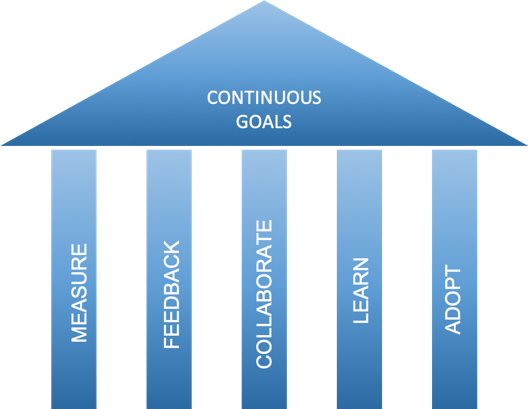 CONTINUOUS
GOALS
MEASURE
FEEDBACK
COLLABORATE
LEARN
ADOPT